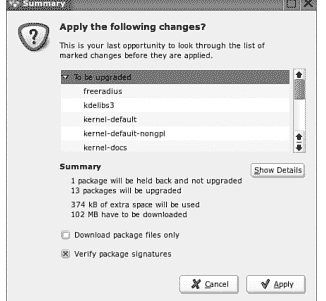 Summary
Apply the following changes?
This is your last opportunity to look through the list of
marked changes before they are applied.
To be upgraded
freeradius
kdelibs3
kernel-default
kernel-default-nongpl
kernel-docs
Summary
Show Details
1 package will be held back and not upgraded
13 packages will be upgraded
374 kB of extra space will be used
102 MB have to be downloaded
Download package files only
Verify package signatures
Cancel
Apply